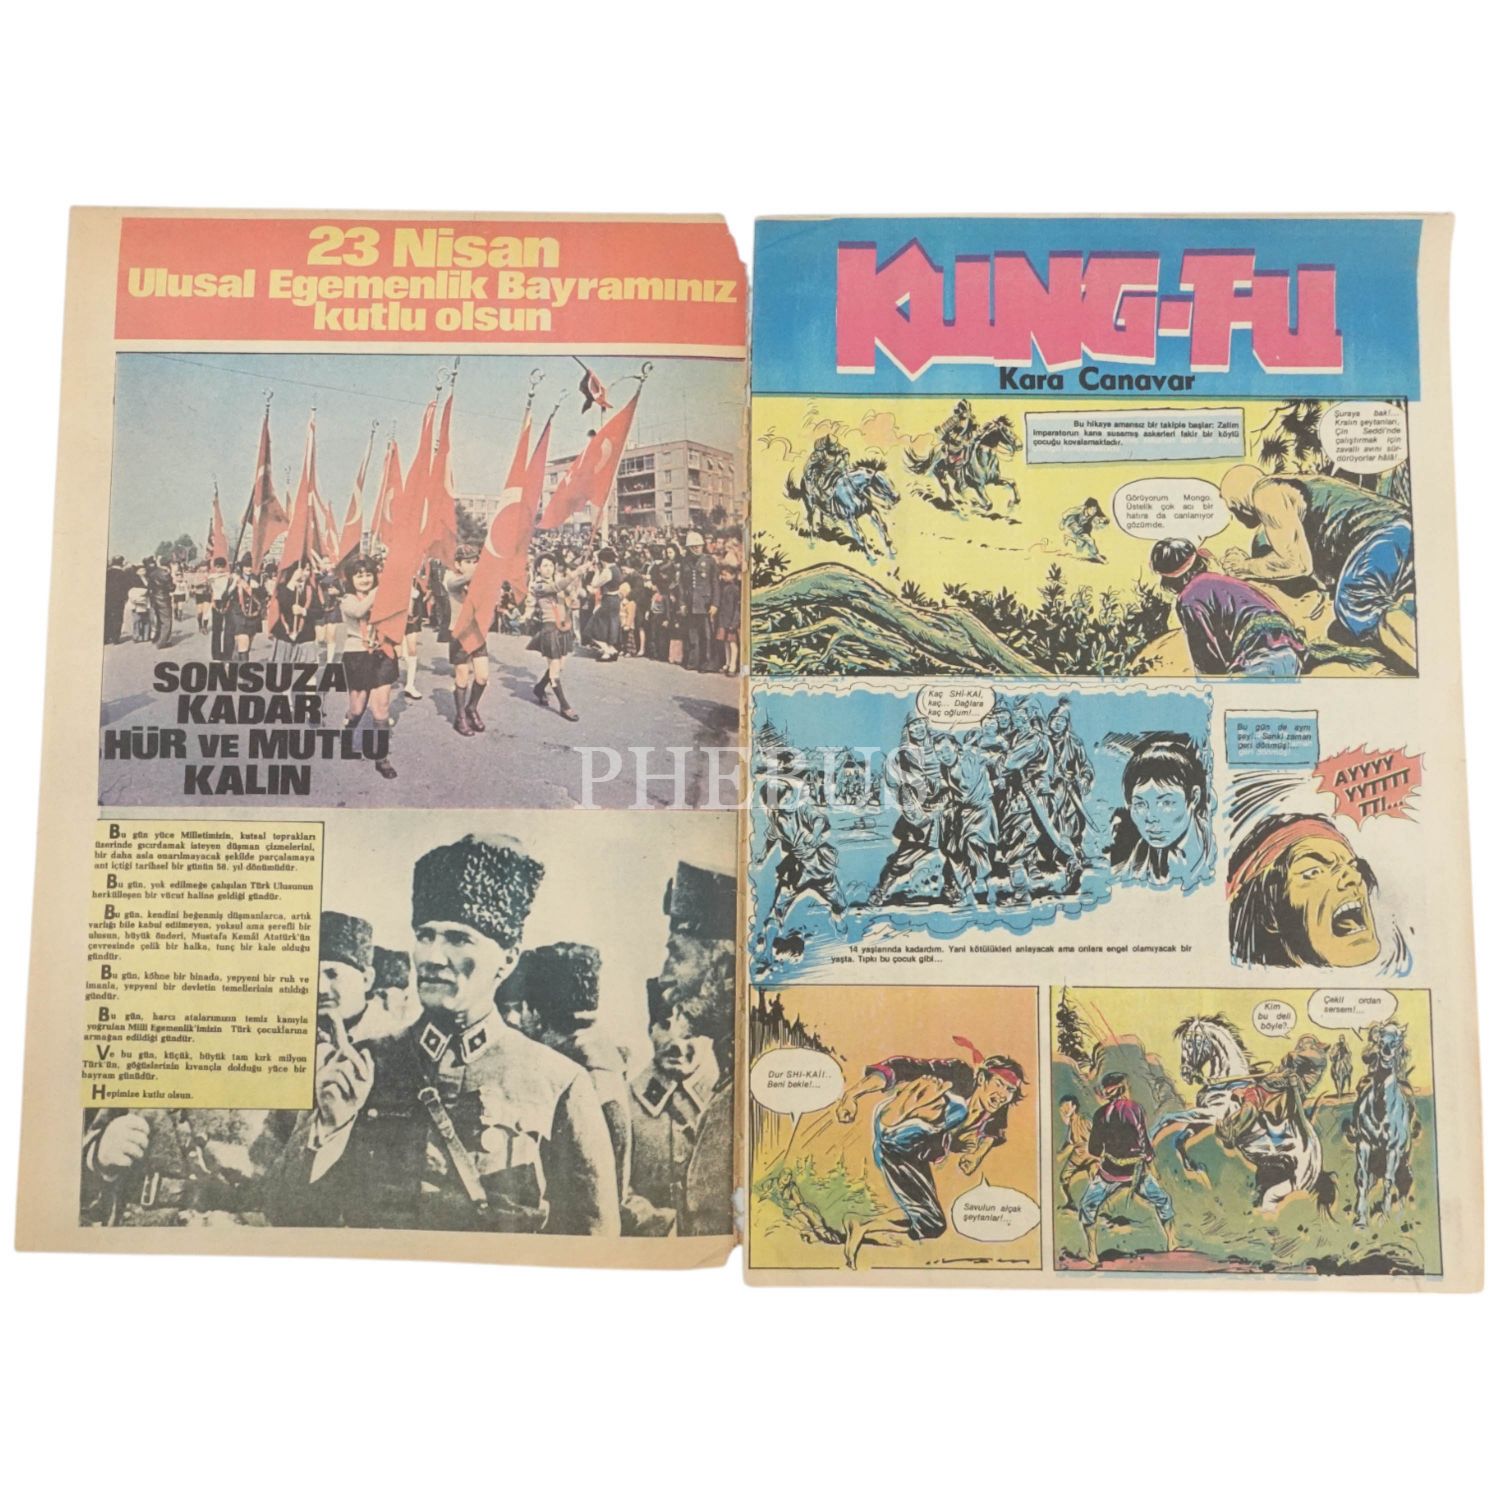 23 Nisan
Ulusal Egemenlik Bayramınız
kutlu olsun
SONSUZA
KADAR
HÜR VE MUTLU
KALIN
Bu gün yüce Milletimizin, kutsal toprakları
üzerinde gıcırdamak isteyen düşman çizmelerini,
bir daha asla onarılmayacak şekilde parçalamaya
ant içtiği tarihsel bir günün 58. yıl dönümüdür.
Bu gün, yok edilmeğe çalışılan Türk Ulusunun
herkülleşen bir vücut haline geldiği gündür.
Bu gün, kendini beğenmiş düşmanlarca, artık
varlığı bile kabul edilmeyen, yoksul ama şerefli bir
ulusun, büyük önderi, Mustafa Kemâl Atatürk'ün
çevresinde çelik bir halka, tunç bir kale olduğu
gündür.
Bu gün, köhne bir binada, yepyeni bir ruh ve
imanla, yepyeni bir devletin temellerinin atıldığı
gündür.
Bu gün, harcı atalarımızın temiz kanıyla
yoğrulan Milli Egemenlik'imizin Türk çocuklarına
armağan edildiği gündür.
Ve bu gün, küçük, büyük tam kırk milyon
Türk'ün, göğüslerinin kıvançla dolduğu yüce bir
bayram günüdür.
Hepimize kutlu olsun.
KUNG-FU
Kara Canavar
Bu hikaye amansız bir takiple başlar: Zalim
İmparatorun kana susamış askerleri fakir bir köylü
çocuğu kovalamaktadır.
Şuraya bak!...
Kralın şeytanları,
Çin Seddi'nde
çalıştırmak için
zavallı avını sür-
dürüyorlar hâlâ!...
Görüyorum Mongo.
Üstelik çok acı bir
hatıra da canlanıyor
gözümde.
Kaç SHİ-KAİ,
kaç... Dağlara
kaç oğlum!...
Bu gün de aynı
şey!.. Sanki zaman
geri dönmüş!...
AYYYY
YYTTTT
TTI...
14 yaşlarında kadardım. Yani kötülükleri anlayacak ama onlara engel olamıyacak bir
yaşta. Tıpkı bu çocuk gibi...
Dur SHİ-KAİ!..
Beni bekle!...
Savulun alçak
şeytanlar!...
Kim
bu deli
böyle?...
Çekil ordan
sersem!...
PHEBUS